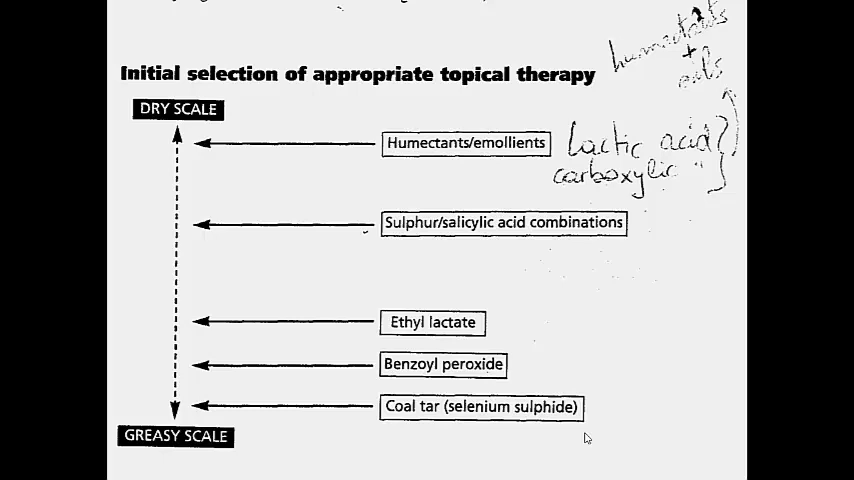 humectants
+
oils
Initial selection of appropriate topical therapy
DRY SCALE
Humectants/emollients
Lactic acid }
carboxylic "
Sulphur/salicylic acid combinations
Ethyl lactate
Benzoyl peroxide
Coal tar (selenium sulphide)
GREASY SCALE